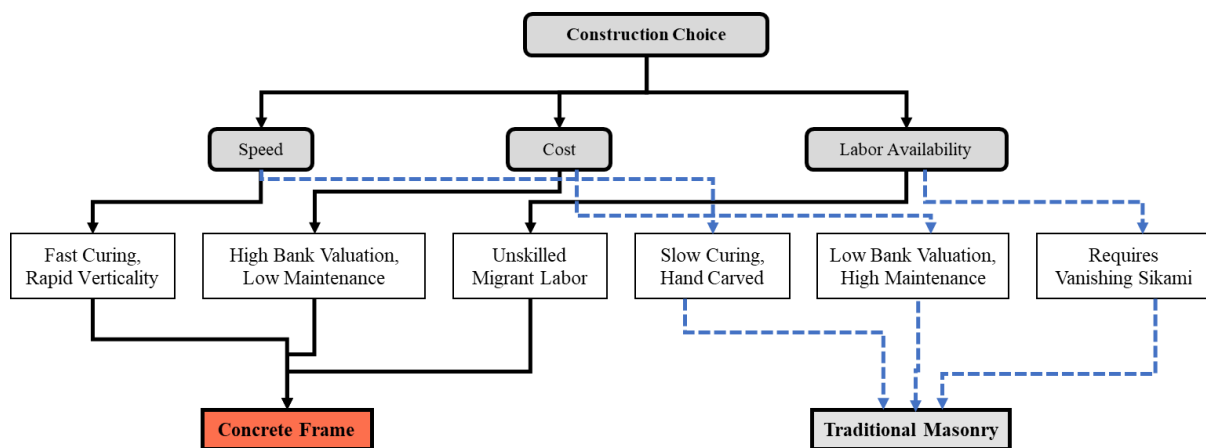 Construction Choice
Speed
Cost
Labor Availability
Fast Curing,
Rapid Verticality
High Bank Valuation,
Low Maintenance
Unskilled
Migrant Labor
Slow Curing,
Hand Carved
Low Bank Valuation,
High Maintenance
Requires
Vanishing Sikami
Concrete Frame
Traditional Masonry